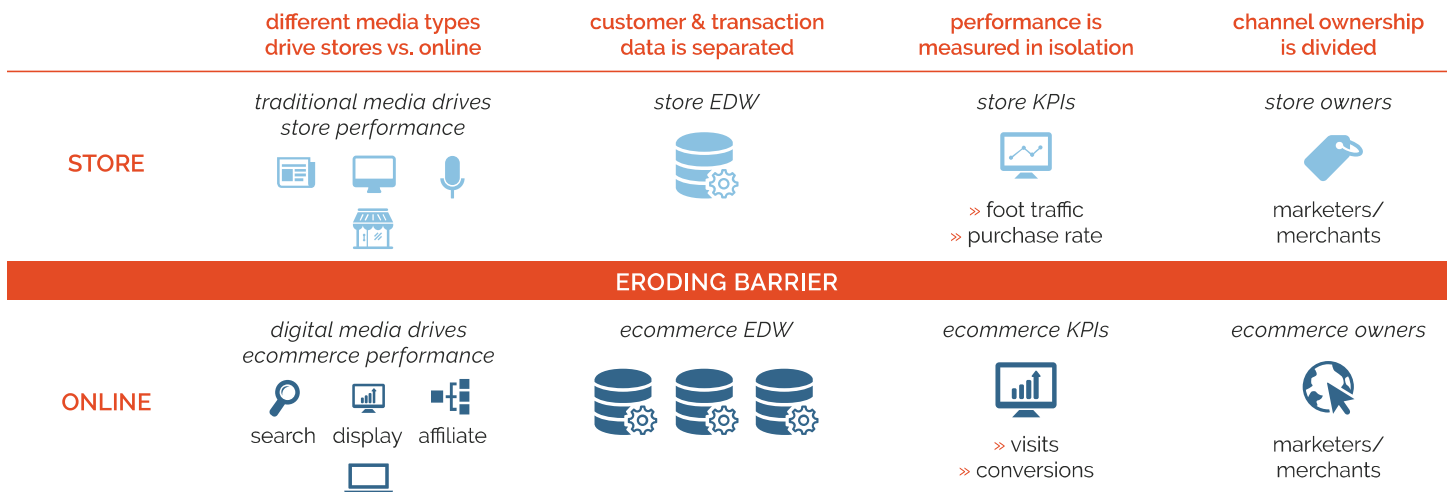 different media types
drive stores vs. online
customer & transaction
data is separated
performance is
measured in isolation
channel ownership
is divided
STORE
traditional media drives
store performance
store EDW
store KPIs
» foot traffic
» purchase rate
store owners
marketers/
merchants
ERODING BARRIER
ONLINE
digital media drives
ecommerce performance
search display affiliate
ecommerce EDW
ecommerce KPIs
» visits
» conversions
ecommerce owners
marketers/
merchants